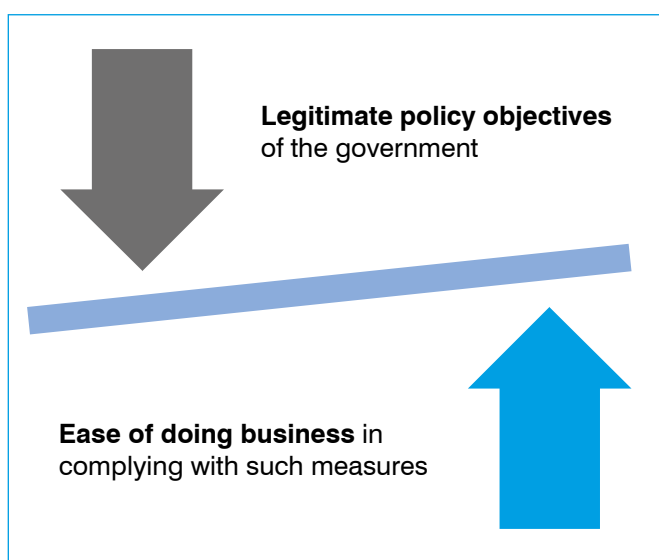 Legitimate policy objectives
of the government
Ease of doing business in
complying with such measures